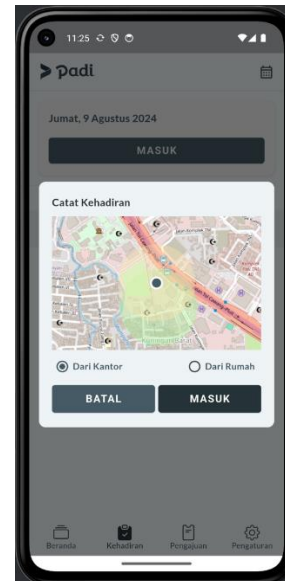 11:25
padi
Jumat, 9 Agustus 2024
MASUK
Catat Kehadiran
Dari Kantor
Dari Rumah
BATAL
MASUK
Beranda
Kehadiran
Pengajuan
Pengaturan